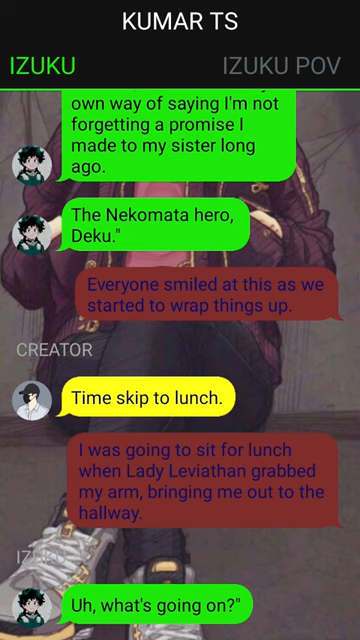 KUMAR TS
IZUKU
IZUKU POV
own way of saying I'm not
forgetting a promise I
made to my sister long
ago.
The Nekomata hero,
Deku."
Everyone smiled at this as we
started to wrap things up.
CREATOR
Time skip to lunch.
I was going to sit for lunch
when Lady Leviathan grabbed
my arm, bringing me out to the
hallway.
IZUKU
Uh, what's going on?"